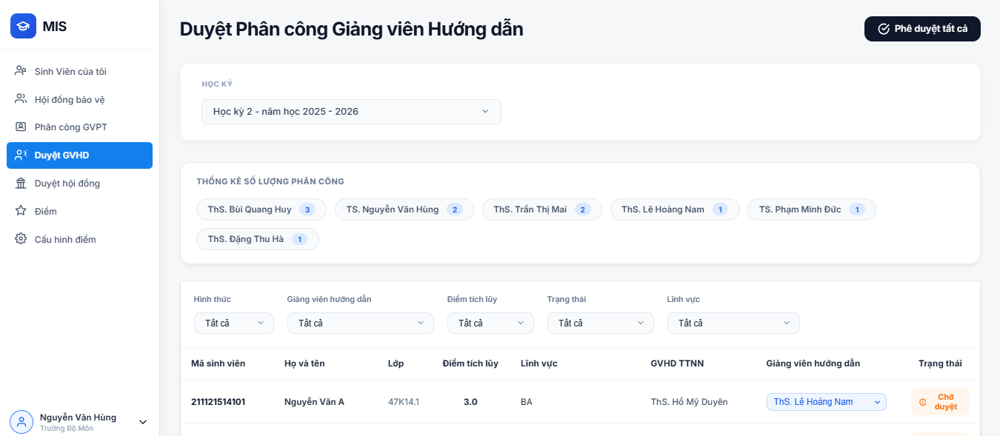 MIS
Duyệt Phân công Giảng viên Hướng dẫn
Phê duyệt tất cả
Sinh Viên của tôi
Hội đồng bảo vệ
Phân công GVPT
Duyệt GVHD
Duyệt hội đồng
Điểm
Cấu hình điểm
Nguyễn Văn Hùng
Trưởng Bộ Môn
HỌC KỲ
Học kỳ 2 - năm học 2025 - 2026
THỐNG KÊ SỐ LƯỢNG PHÂN CÔNG
ThS. Bùi Quang Huy 3 TS. Nguyễn Văn Hùng 2 ThS. Trần Thị Mai 2 ThS. Lê Hoàng Nam 1 TS. Phạm Minh Đức 1
ThS. Đặng Thu Hà 1
Hình thức Giảng viên hướng dẫn Điểm tích lũy Trạng thái Lĩnh vực
Tất cả Tất cả Tất cả Tất cả Tất cả
Mã sinh viên Họ và tên Lớp Điểm tích lũy Lĩnh vực GVHD TTNN Giảng viên hướng dẫn Trạng thái
211121514101 Nguyễn Văn A 47K14.1 3.0 BA ThS. Hồ Mỹ Duyên ThS. Lê Hoàng Nam Chờ duyệt